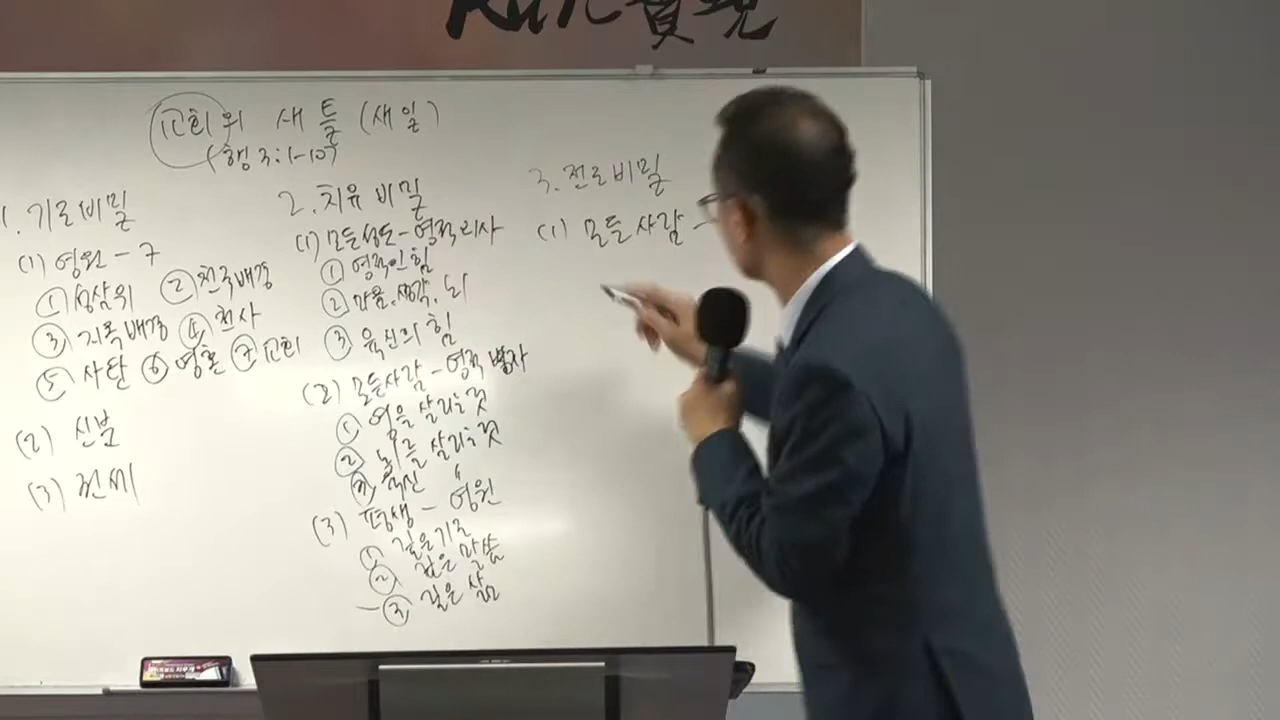 교회의 새 틀 (새 일)
(행 3:1-10)
1. 기도비밀
(1) 영원 - 7
① 성삼위 ② 천국배경
③ 지옥배경 ④ 천사
⑤ 사탄 ⑥ 영혼 ⑦ 교회
(2) 신분
(3) 권세
2. 치유 비밀
(1) 모든성도 - 영적의사
① 영적인 힘
② 마음.생각.뇌
③ 육신의 힘
(2) 모든사람 - 영적 병자
① 영을 살리는 것
② 뇌를 살리는 것
③ 육신 〃
(3) 평생 - 영원
① 깊은기도
② 깊은 말씀
- ③ 깊은 삶
3. 전도비밀
(1) 모든 사람 -